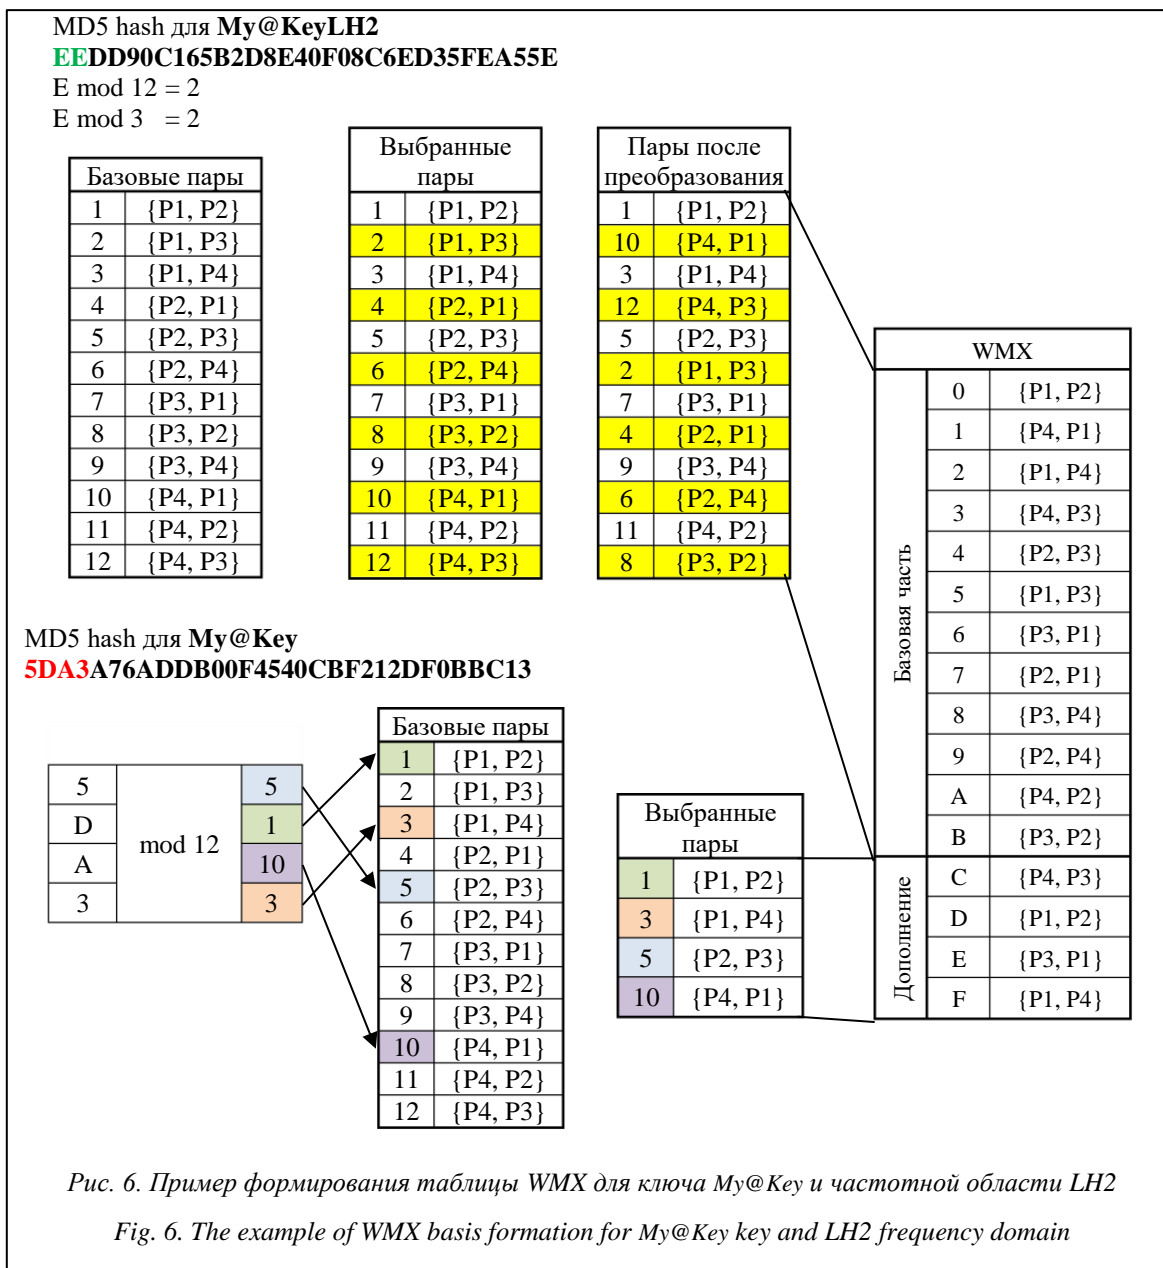 MD5 hash для My@KeyLH2
EEDD90C165B2D8E40F08C6ED35FEA55E
E mod 12 = 2
E mod 3 = 2
Базовые пары
1 {P1, P2}
2 {P1, P3}
3 {P1, P4}
4 {P2, P1}
5 {P2, P3}
6 {P2, P4}
7 {P3, P1}
8 {P3, P2}
9 {P3, P4}
10 {P4, P1}
11 {P4, P2}
12 {P4, P3}
Выбранные
пары
1 {P1, P2}
2 {P1, P3}
3 {P1, P4}
4 {P2, P1}
5 {P2, P3}
6 {P2, P4}
7 {P3, P1}
8 {P3, P2}
9 {P3, P4}
10 {P4, P1}
11 {P4, P2}
12 {P4, P3}
Пары после
преобразования
1 {P1, P2}
10 {P4, P1}
3 {P1, P4}
12 {P4, P3}
5 {P2, P3}
2 {P1, P3}
7 {P3, P1}
4 {P2, P1}
9 {P3, P4}
6 {P2, P4}
11 {P4, P2}
8 {P3, P2}
WMX
Базовая часть
0 {P1, P2}
1 {P4, P1}
2 {P1, P4}
3 {P4, P3}
4 {P2, P3}
5 {P1, P3}
6 {P3, P1}
7 {P2, P1}
8 {P3, P4}
9 {P2, P4}
A {P4, P2}
B {P3, P2}
Дополнение
C {P4, P3}
D {P1, P2}
E {P3, P1}
F {P1, P4}
MD5 hash для My@Key
5DA3A76ADDB00F4540CBF212DF0BBC13
5 5
D 1
mod 12
A 10
3 3
Базовые пары
1 {P1, P2}
2 {P1, P3}
3 {P1, P4}
4 {P2, P1}
5 {P2, P3}
6 {P2, P4}
7 {P3, P1}
8 {P3, P2}
9 {P3, P4}
10 {P4, P1}
11 {P4, P2}
12 {P4, P3}
Выбранные
пары
1 {P1, P2}
3 {P1, P4}
5 {P2, P3}
10 {P4, P1}
Рис. 6. Пример формирования таблицы WMX для ключа My@Key и частотной области LH2
Fig. 6. The example of WMX basis formation for My@Key key and LH2 frequency domain